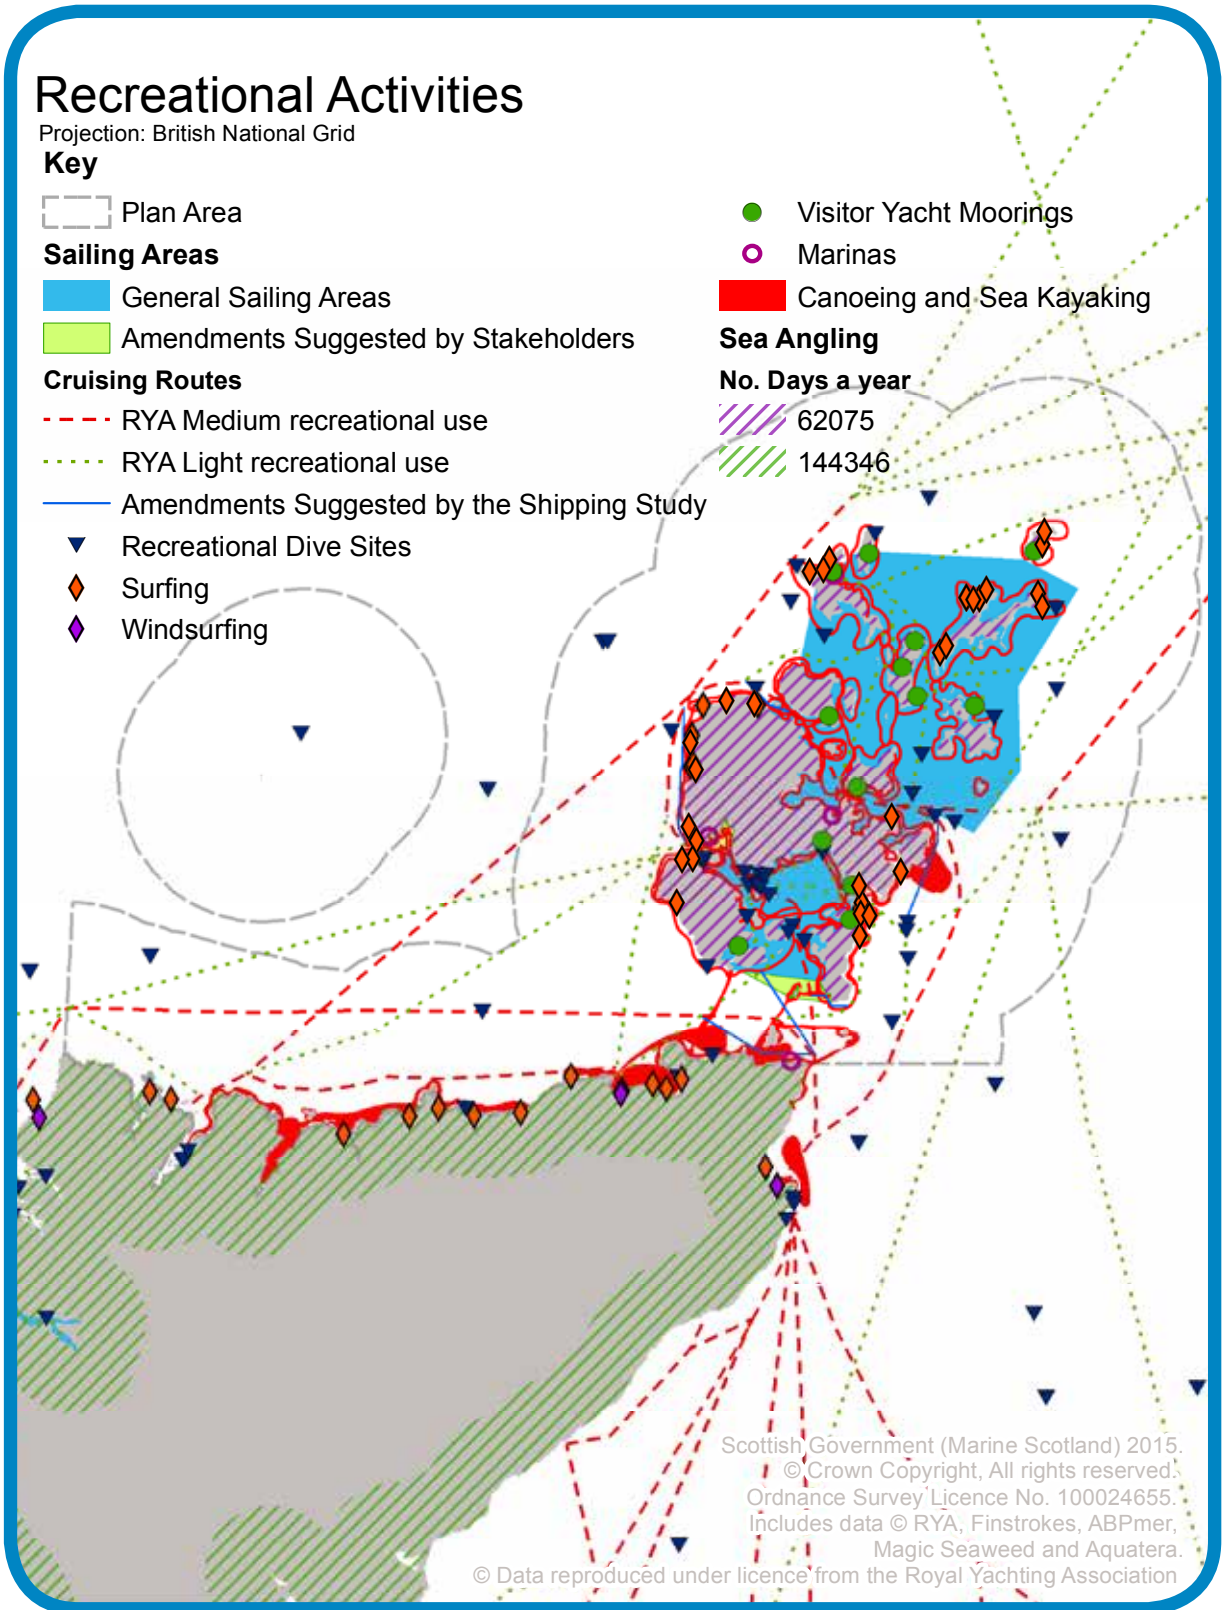 Recreational Activities
Projection: British National Grid
Key
Plan Area
Sailing Areas
General Sailing Areas
Amendments Suggested by Stakeholders
Cruising Routes
RYA Medium recreational use
RYA Light recreational use
Amendments Suggested by the Shipping Study
Recreational Dive Sites
Surfing
Windsurfing
Visitor Yacht Moorings
Marinas
Canoeing and Sea Kayaking
Sea Angling
No. Days a year
62075
144346
Scottish Government (Marine Scotland) 2015.
© Crown Copyright, All rights reserved.
Ordnance Survey Licence No. 100024655.
Includes data © RYA, Finstrokes, ABPmer,
Magic Seaweed and Aquatera.
© Data reproduced under licence from the Royal Yachting Association